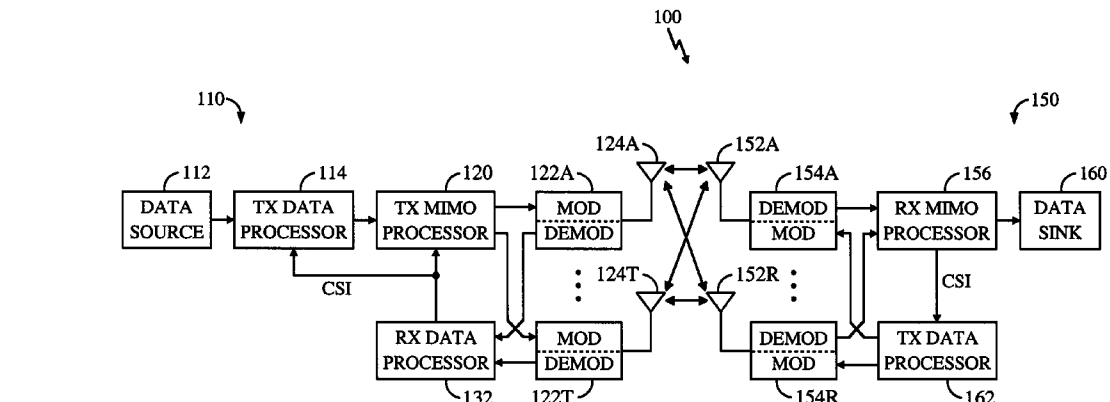 100
110
150
124A
152A
112
114
120
122A
154A
156
160
DATA
SOURCE
TX DATA
PROCESSOR
TX MIMO
PROCESSOR
MOD
DEMOD
DEMOD
MOD
RX MIMO
PROCESSOR
DATA
SINK
CSI
124T
152R
CSI
RX DATA
PROCESSOR
MOD
DEMOD
DEMOD
MOD
TX DATA
PROCESSOR
132
122T
154R
162